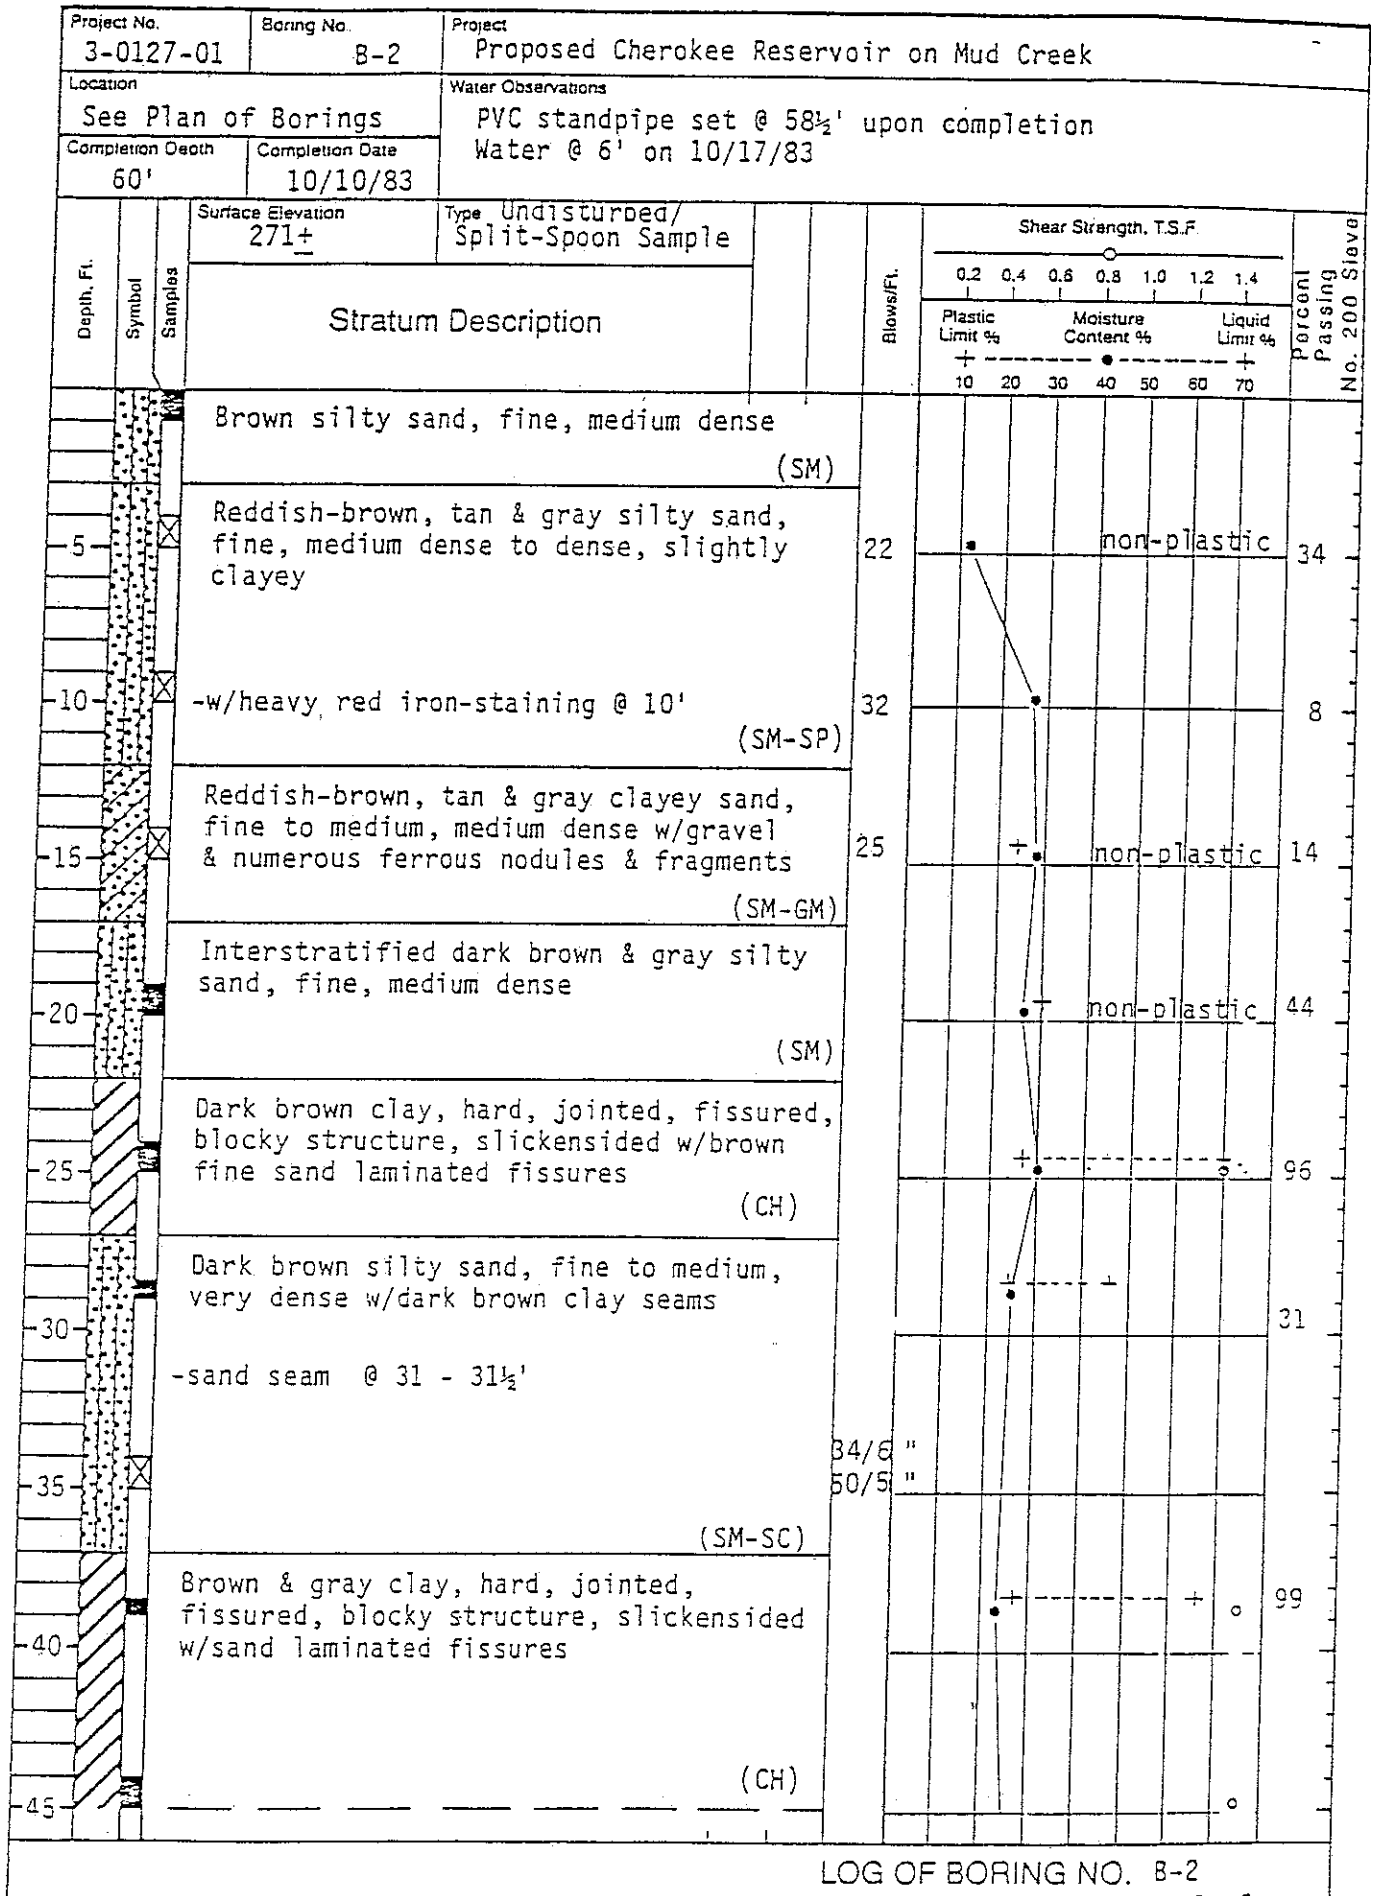 Project No.
3-0127-01
Boring No.
B-2
Project
Proposed Cherokee Reservoir on Mud Creek
Location
See Plan of Borings
Water Observations
PVC standpipe set @ 58½' upon completion
Water @ 6' on 10/17/83
Completion Depth
60'
Completion Date
10/10/83
Surface Elevation
271±
Type Undisturbed/
Split-Spoon Sample
Depth, Ft.
Symbol
Samples
Stratum Description
Blows/Ft.
Shear Strength, T.S.F.
0.2 0.4 0.6 0.8 1.0 1.2 1.4
Plastic
Limit %
Moisture
Content %
Liquid
Limit %
10 20 30 40 50 60 70
Percent
Passing
No. 200 Sieve
Brown silty sand, fine, medium dense
(SM)
Reddish-brown, tan & gray silty sand,
fine, medium dense to dense, slightly
clayey
5
22
non-plastic
34
-w/heavy red iron-staining @ 10'
10
32
8
(SM-SP)
Reddish-brown, tan & gray clayey sand,
fine to medium, medium dense w/gravel
& numerous ferrous nodules & fragments
15
25
non-plastic
14
(SM-GM)
Interstratified dark brown & gray silty
sand, fine, medium dense
20
non-plastic
44
(SM)
Dark brown clay, hard, jointed, fissured,
blocky structure, slickensided w/brown
fine sand laminated fissures
25
96
(CH)
Dark brown silty sand, fine to medium,
very dense w/dark brown clay seams
30
31
-sand seam @ 31 - 31½'
34/6"
50/5"
35
(SM-SC)
Brown & gray clay, hard, jointed,
fissured, blocky structure, slickensided
w/sand laminated fissures
99
40
(CH)
45
LOG OF BORING NO. B-2